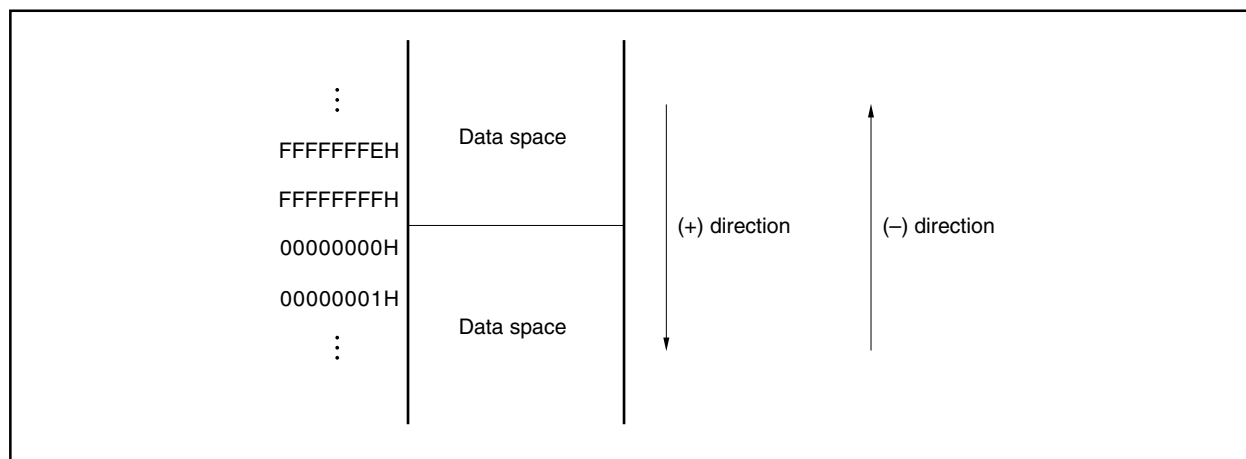 ⋮
Data space
FFFFFFFEH
FFFFFFFFH
(+) direction
(–) direction
00000000H
00000001H
Data space
⋮